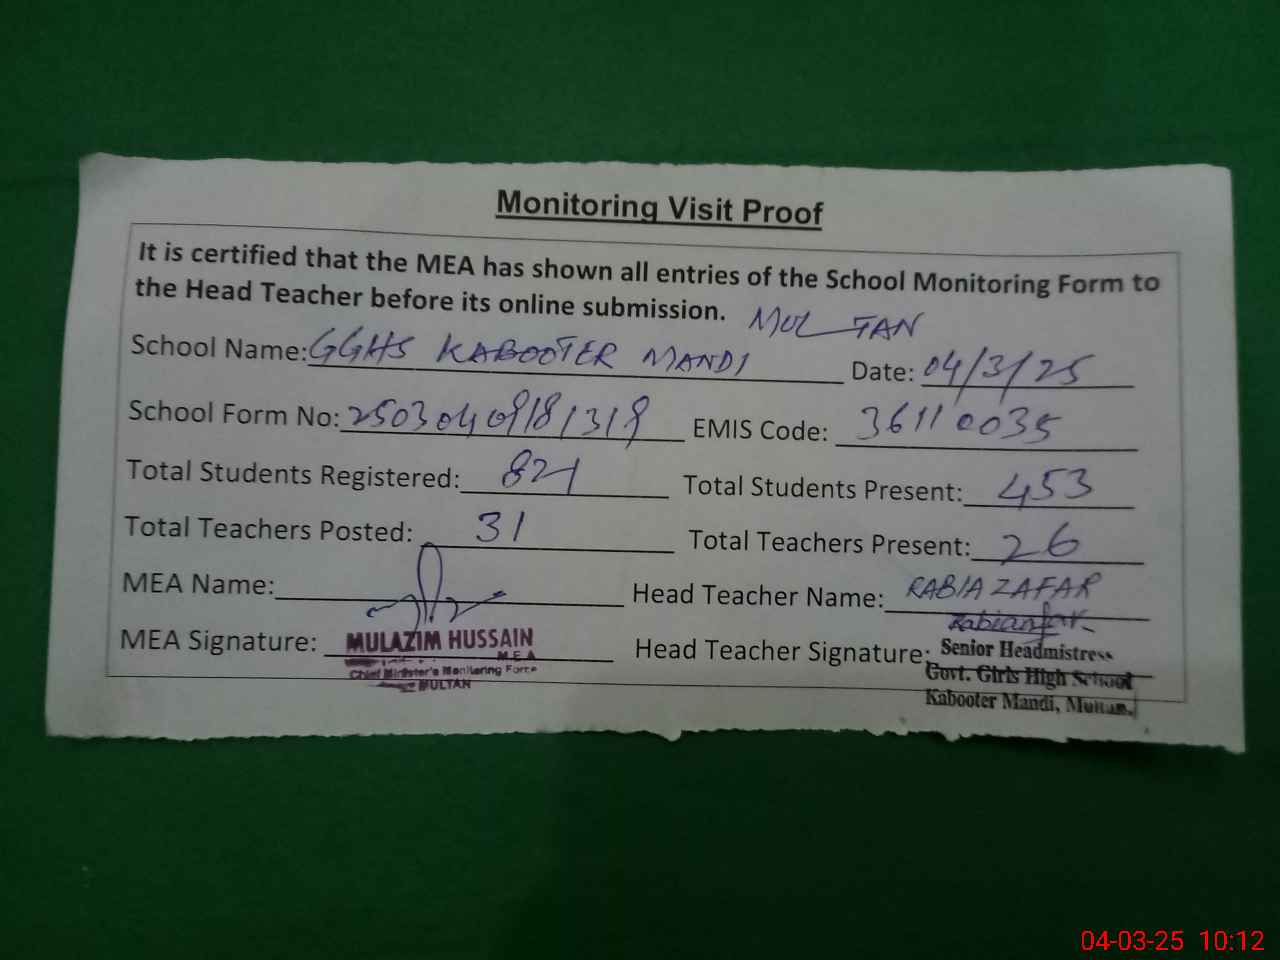 Monitoring Visit Proof
It is certified that the MEA has shown all entries of the School Monitoring Form to
the Head Teacher before its online submission.
MULTAN
School Name: GGHS KABOOTER MANDI Date: 04/3/25
School Form No: EMIS Code: 36110035
Total Students Registered: 821 Total Students Present: 453
Total Teachers Posted: 31 Total Teachers Present: 26
MEA Name: Head Teacher Name: RABIA ZAFAR
MEA Signature: Head Teacher Signature:
MULAZIM HUSSAIN
M.E.A
Chief Minister's Monitoring Force
MULTAN
Senior Headmistress
Govt. Girls High School
Kabooter Mandi, Multan.
04-03-25 10:12